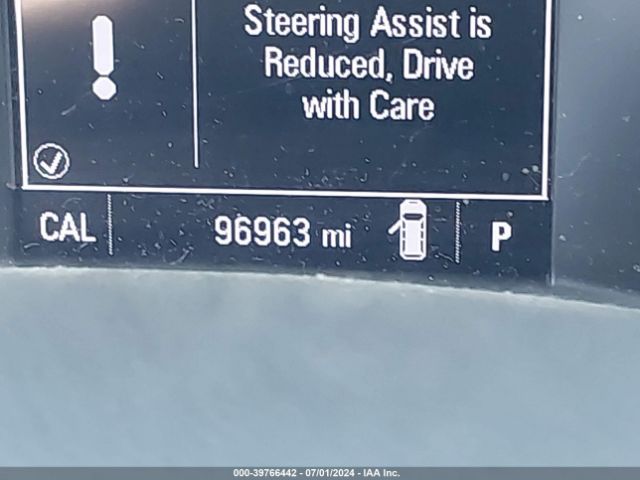 Steering Assist is
Reduced, Drive
with Care
CAL 96963 mi P
000-39766442 - 07/01/2024 - IAA Inc.